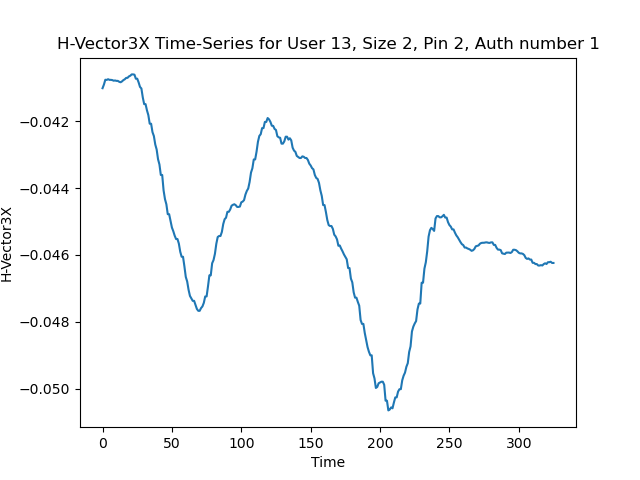 H-Vector3X Time-Series for User 13, Size 2, Pin 2, Auth number 1
−0.042
−0.044
−0.046
−0.048
−0.050
H-Vector3X
0 50 100 150 200 250 300
Time